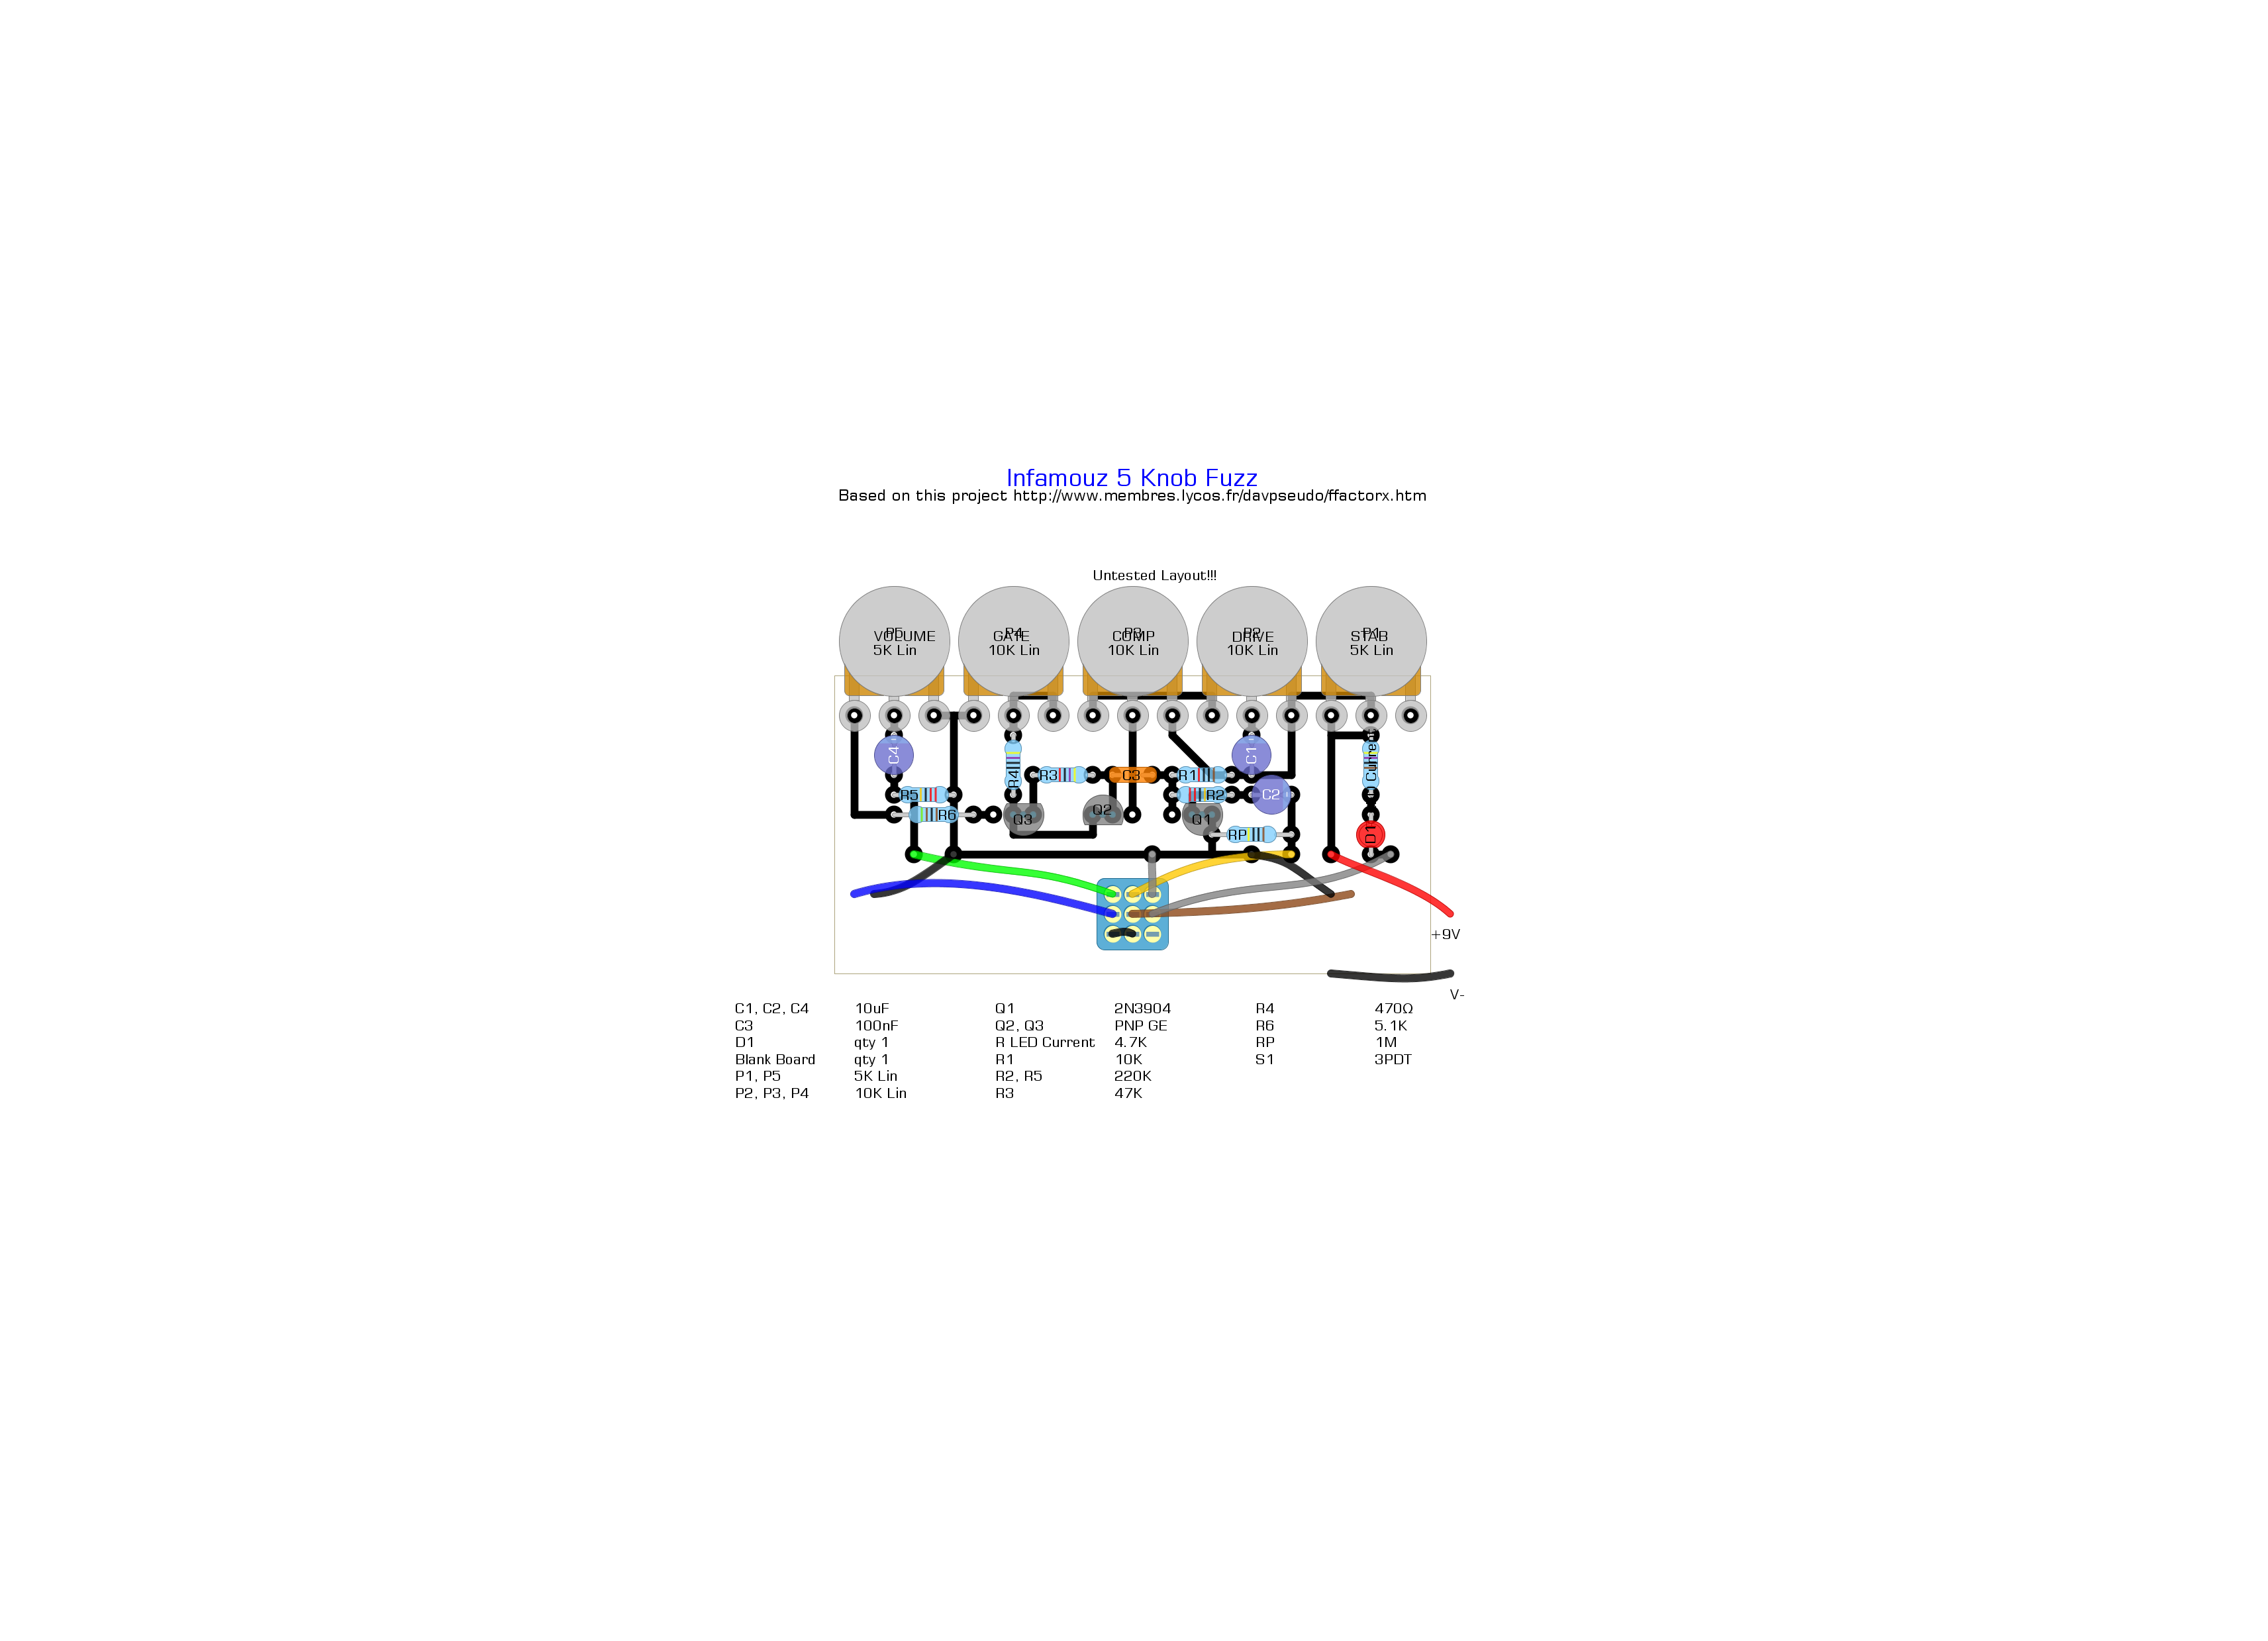 Infamouz 5 Knob Fuzz
Based on this project http://www.membres.lycos.fr/davpseudo/ffactorx.htm
Untested Layout!!!
P5 P4 P3 P2 P1
VOLUME GATE COMP DRIVE STAB
5K Lin 10K Lin 10K Lin 10K Lin 5K Lin
C4 R4 R3 C3 R1 C1
R5 R2 C2
R6 Q3 Q2 Q1
RP D1
+9V
V-
C1, C2, C4 10uF Q1 2N3904 R4 470Ω
C3 100nF Q2, Q3 PNP GE R6 5.1K
D1 qty 1 R LED Current 4.7K RP 1M
Blank Board qty 1 R1 10K S1 3PDT
P1, P5 5K Lin R2, R5 220K
P2, P3, P4 10K Lin R3 47K